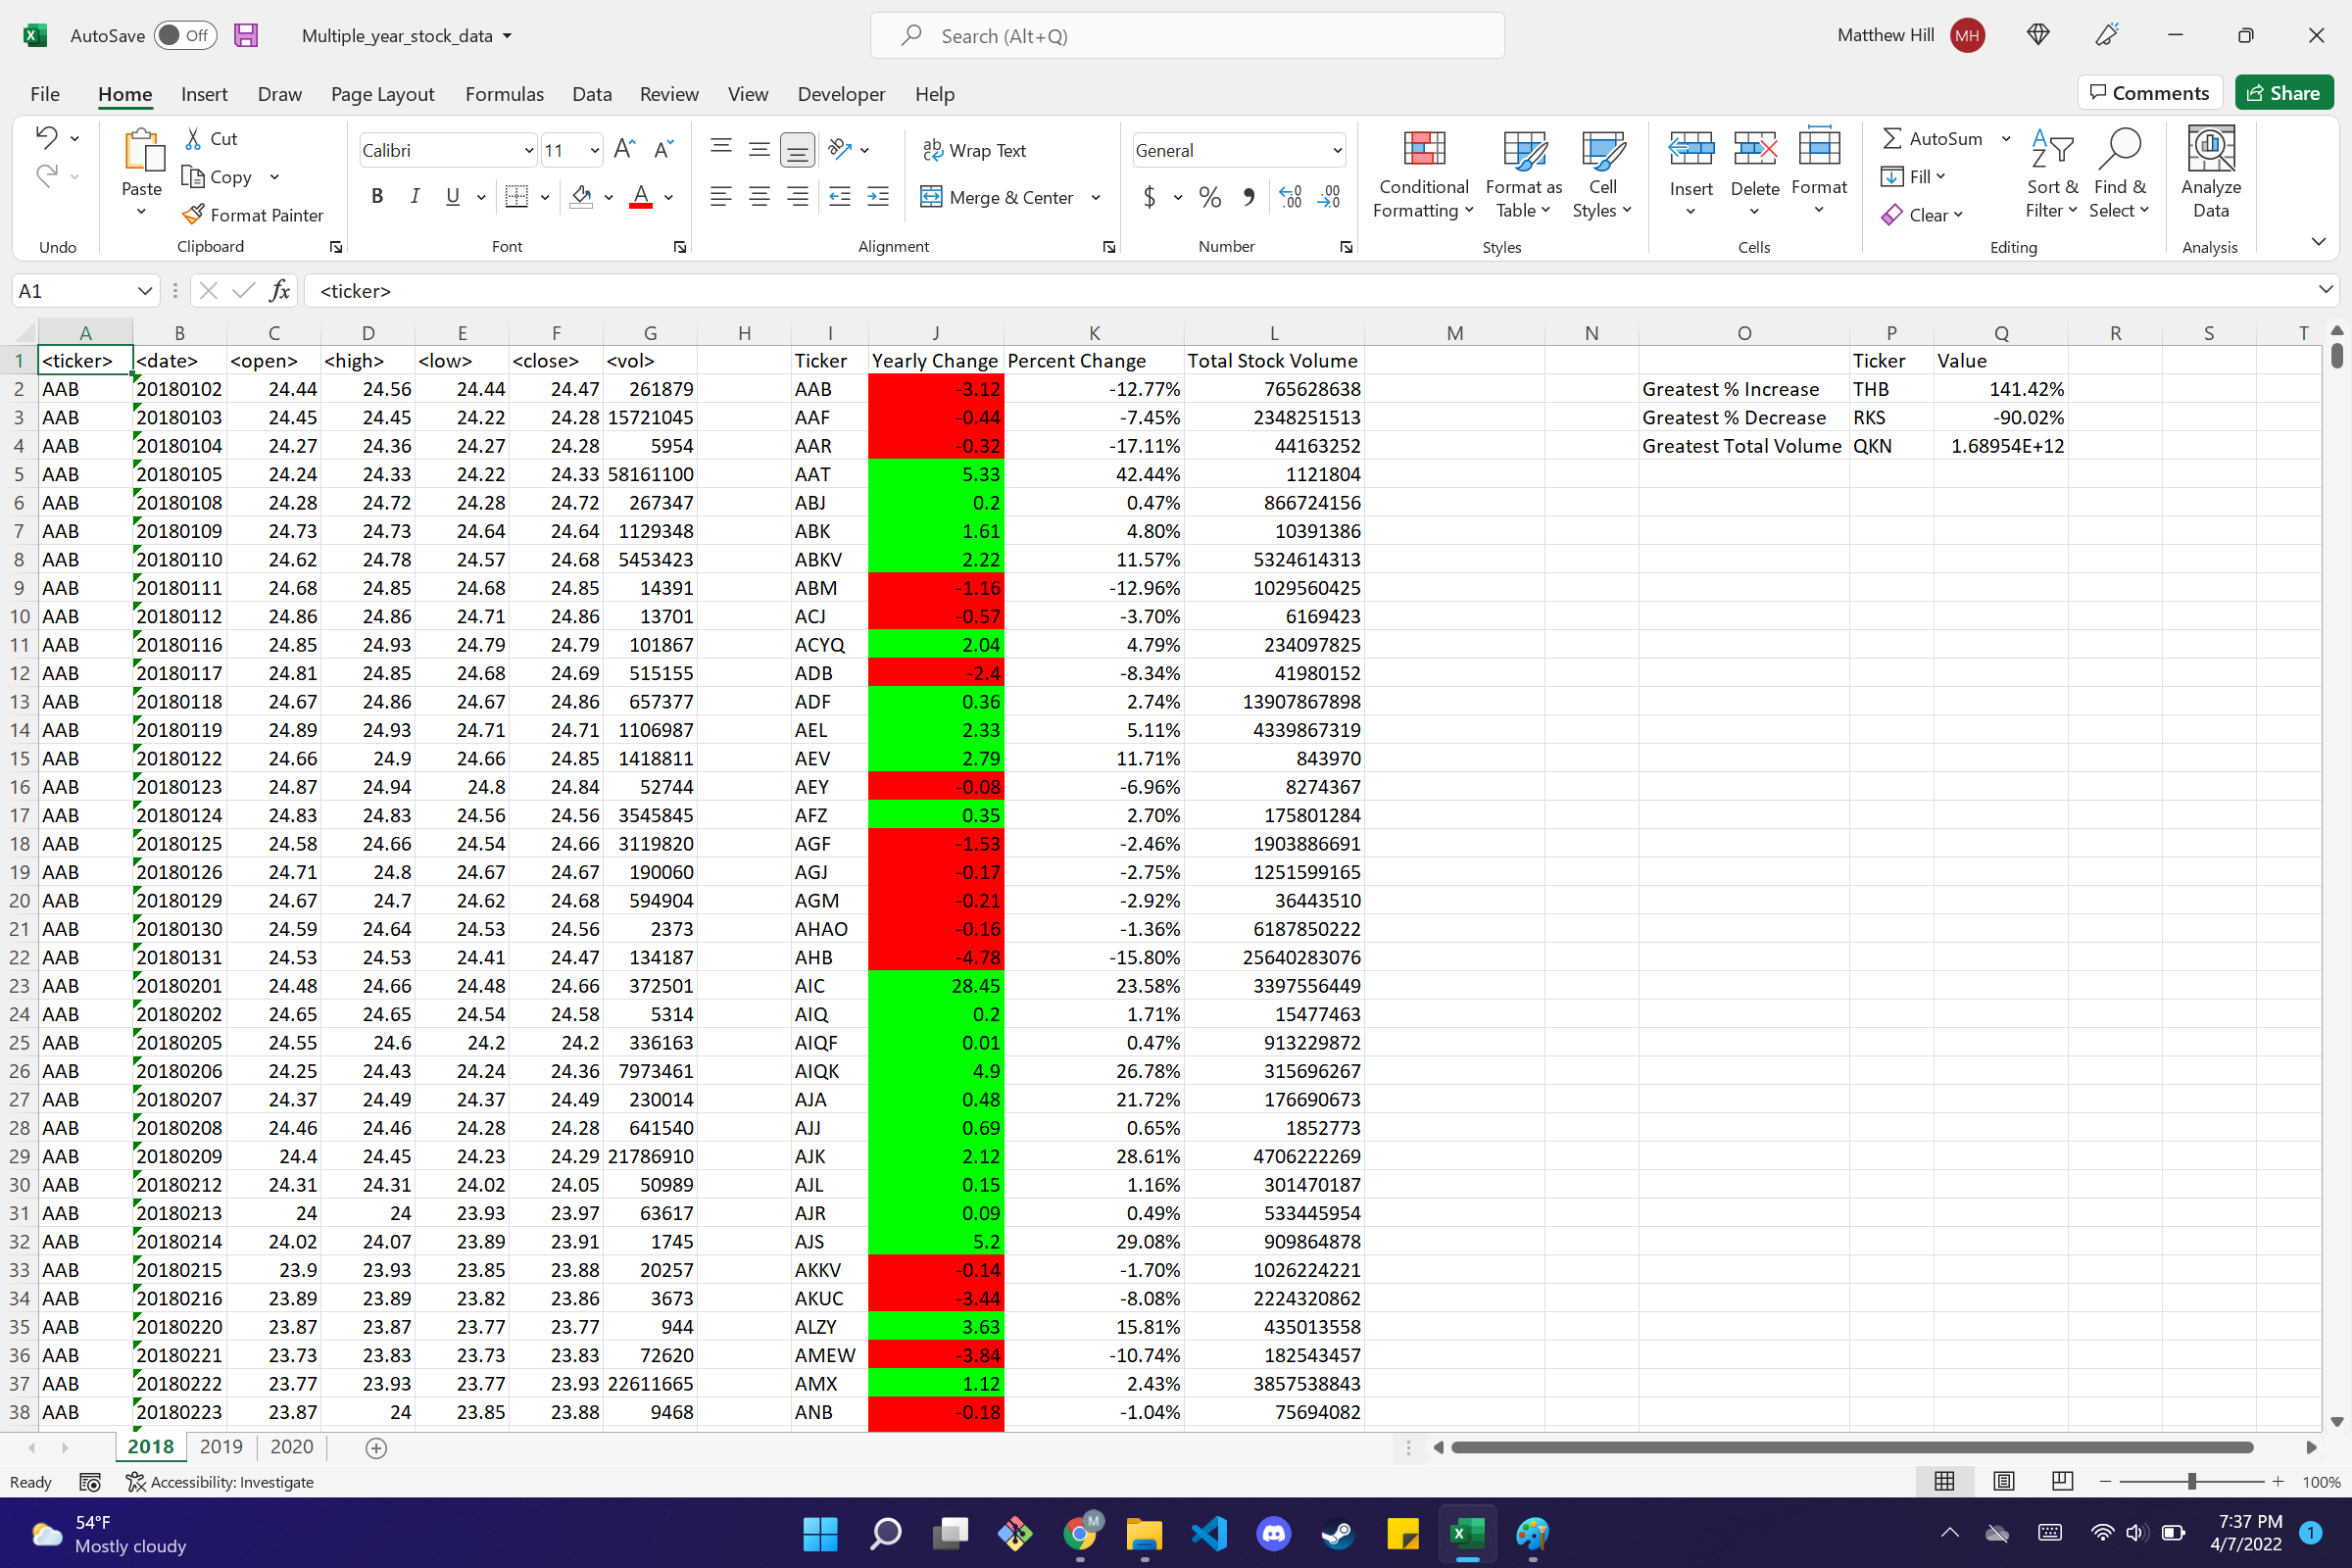 AutoSave Off Multiple_year_stock_data Search (Alt+Q) Matthew Hill MH
File Home Insert Draw Page Layout Formulas Data Review View Developer Help Comments Share
Paste Cut Copy Format Painter Calibri 11 Wrap Text Merge & Center General Conditional Formatting Format as Table Cell Styles Insert Delete Format AutoSum Fill Clear Sort & Filter Find & Select Analyze Data
Undo Clipboard Font Alignment Number Styles Cells Editing Analysis
A1 fx <ticker>
A B C D E F G H I J K L M N O P Q R S T
1 <ticker> <date> <open> <high> <low> <close> <vol> Ticker Yearly Change Percent Change Total Stock Volume Ticker Value
2 AAB 20180102 24.44 24.56 24.44 24.47 261879 AAB -3.12 -12.77% 765628638 Greatest % Increase THB 141.42%
3 AAB 20180103 24.45 24.45 24.22 24.28 15721045 AAF -0.44 -7.45% 2348251513 Greatest % Decrease RKS -90.02%
4 AAB 20180104 24.27 24.36 24.27 24.28 5954 AAR -0.32 -17.11% 44163252 Greatest Total Volume QKN 1.68954E+12
5 AAB 20180105 24.24 24.33 24.22 24.33 58161100 AAT 5.33 42.44% 1121804
6 AAB 20180108 24.28 24.72 24.28 24.72 267347 ABJ 0.2 0.47% 866724156
7 AAB 20180109 24.73 24.73 24.64 24.64 1129348 ABK 1.61 4.80% 10391386
8 AAB 20180110 24.62 24.78 24.57 24.68 5453423 ABKV 2.22 11.57% 5324614313
9 AAB 20180111 24.68 24.85 24.68 24.85 14391 ABM -1.16 -12.96% 1029560425
10 AAB 20180112 24.86 24.86 24.71 24.86 13701 ACJ -0.57 -3.70% 6169423
11 AAB 20180116 24.85 24.93 24.79 24.79 101867 ACYQ 2.04 4.79% 234097825
12 AAB 20180117 24.81 24.85 24.68 24.69 515155 ADB -2.4 -8.34% 41980152
13 AAB 20180118 24.67 24.86 24.67 24.86 657377 ADF 0.36 2.74% 13907867898
14 AAB 20180119 24.89 24.93 24.71 24.71 1106987 AEL 2.33 5.11% 4339867319
15 AAB 20180122 24.66 24.9 24.66 24.85 1418811 AEV 2.79 11.71% 843970
16 AAB 20180123 24.87 24.94 24.8 24.84 52744 AEY -0.08 -6.96% 8274367
17 AAB 20180124 24.83 24.83 24.56 24.56 3545845 AFZ 0.35 2.70% 175801284
18 AAB 20180125 24.58 24.66 24.54 24.66 3119820 AGF -1.53 -2.46% 1903886691
19 AAB 20180126 24.71 24.8 24.67 24.67 190060 AGJ -0.17 -2.75% 1251599165
20 AAB 20180129 24.67 24.7 24.62 24.68 594904 AGM -0.21 -2.92% 36443510
21 AAB 20180130 24.59 24.64 24.53 24.56 2373 AHAO -0.16 -1.36% 6187850222
22 AAB 20180131 24.53 24.53 24.41 24.47 134187 AHB -4.78 -15.80% 25640283076
23 AAB 20180201 24.48 24.66 24.48 24.66 372501 AIC 28.45 23.58% 3397556449
24 AAB 20180202 24.65 24.65 24.54 24.58 5314 AIQ 0.2 1.71% 15477463
25 AAB 20180205 24.55 24.6 24.2 24.2 336163 AIQF 0.01 0.47% 913229872
26 AAB 20180206 24.25 24.43 24.24 24.36 7973461 AIQK 4.9 26.78% 315696267
27 AAB 20180207 24.37 24.49 24.37 24.49 230014 AJA 0.48 21.72% 176690673
28 AAB 20180208 24.46 24.46 24.28 24.28 641540 AJJ 0.69 0.65% 1852773
29 AAB 20180209 24.4 24.45 24.23 24.29 21786910 AJK 2.12 28.61% 4706222269
30 AAB 20180212 24.31 24.31 24.02 24.05 50989 AJL 0.15 1.16% 301470187
31 AAB 20180213 24 24 23.93 23.97 63617 AJR 0.09 0.49% 533445954
32 AAB 20180214 24.02 24.07 23.89 23.91 1745 AJS 5.2 29.08% 909864878
33 AAB 20180215 23.9 23.93 23.85 23.88 20257 AKKV -0.14 -1.70% 1026224221
34 AAB 20180216 23.89 23.89 23.82 23.86 3673 AKUC -3.44 -8.08% 2224320862
35 AAB 20180220 23.87 23.87 23.77 23.77 944 ALZY 3.63 15.81% 435013558
36 AAB 20180221 23.73 23.83 23.73 23.83 72620 AMEW -3.84 -10.74% 182543457
37 AAB 20180222 23.77 23.93 23.77 23.93 22611665 AMX 1.12 2.43% 3857538843
38 AAB 20180223 23.87 24 23.85 23.88 9468 ANB -0.18 -1.04% 75694082
2018 2019 2020
Ready Accessibility: Investigate 100%
54°F
Mostly cloudy
7:37 PM
4/7/2022
1